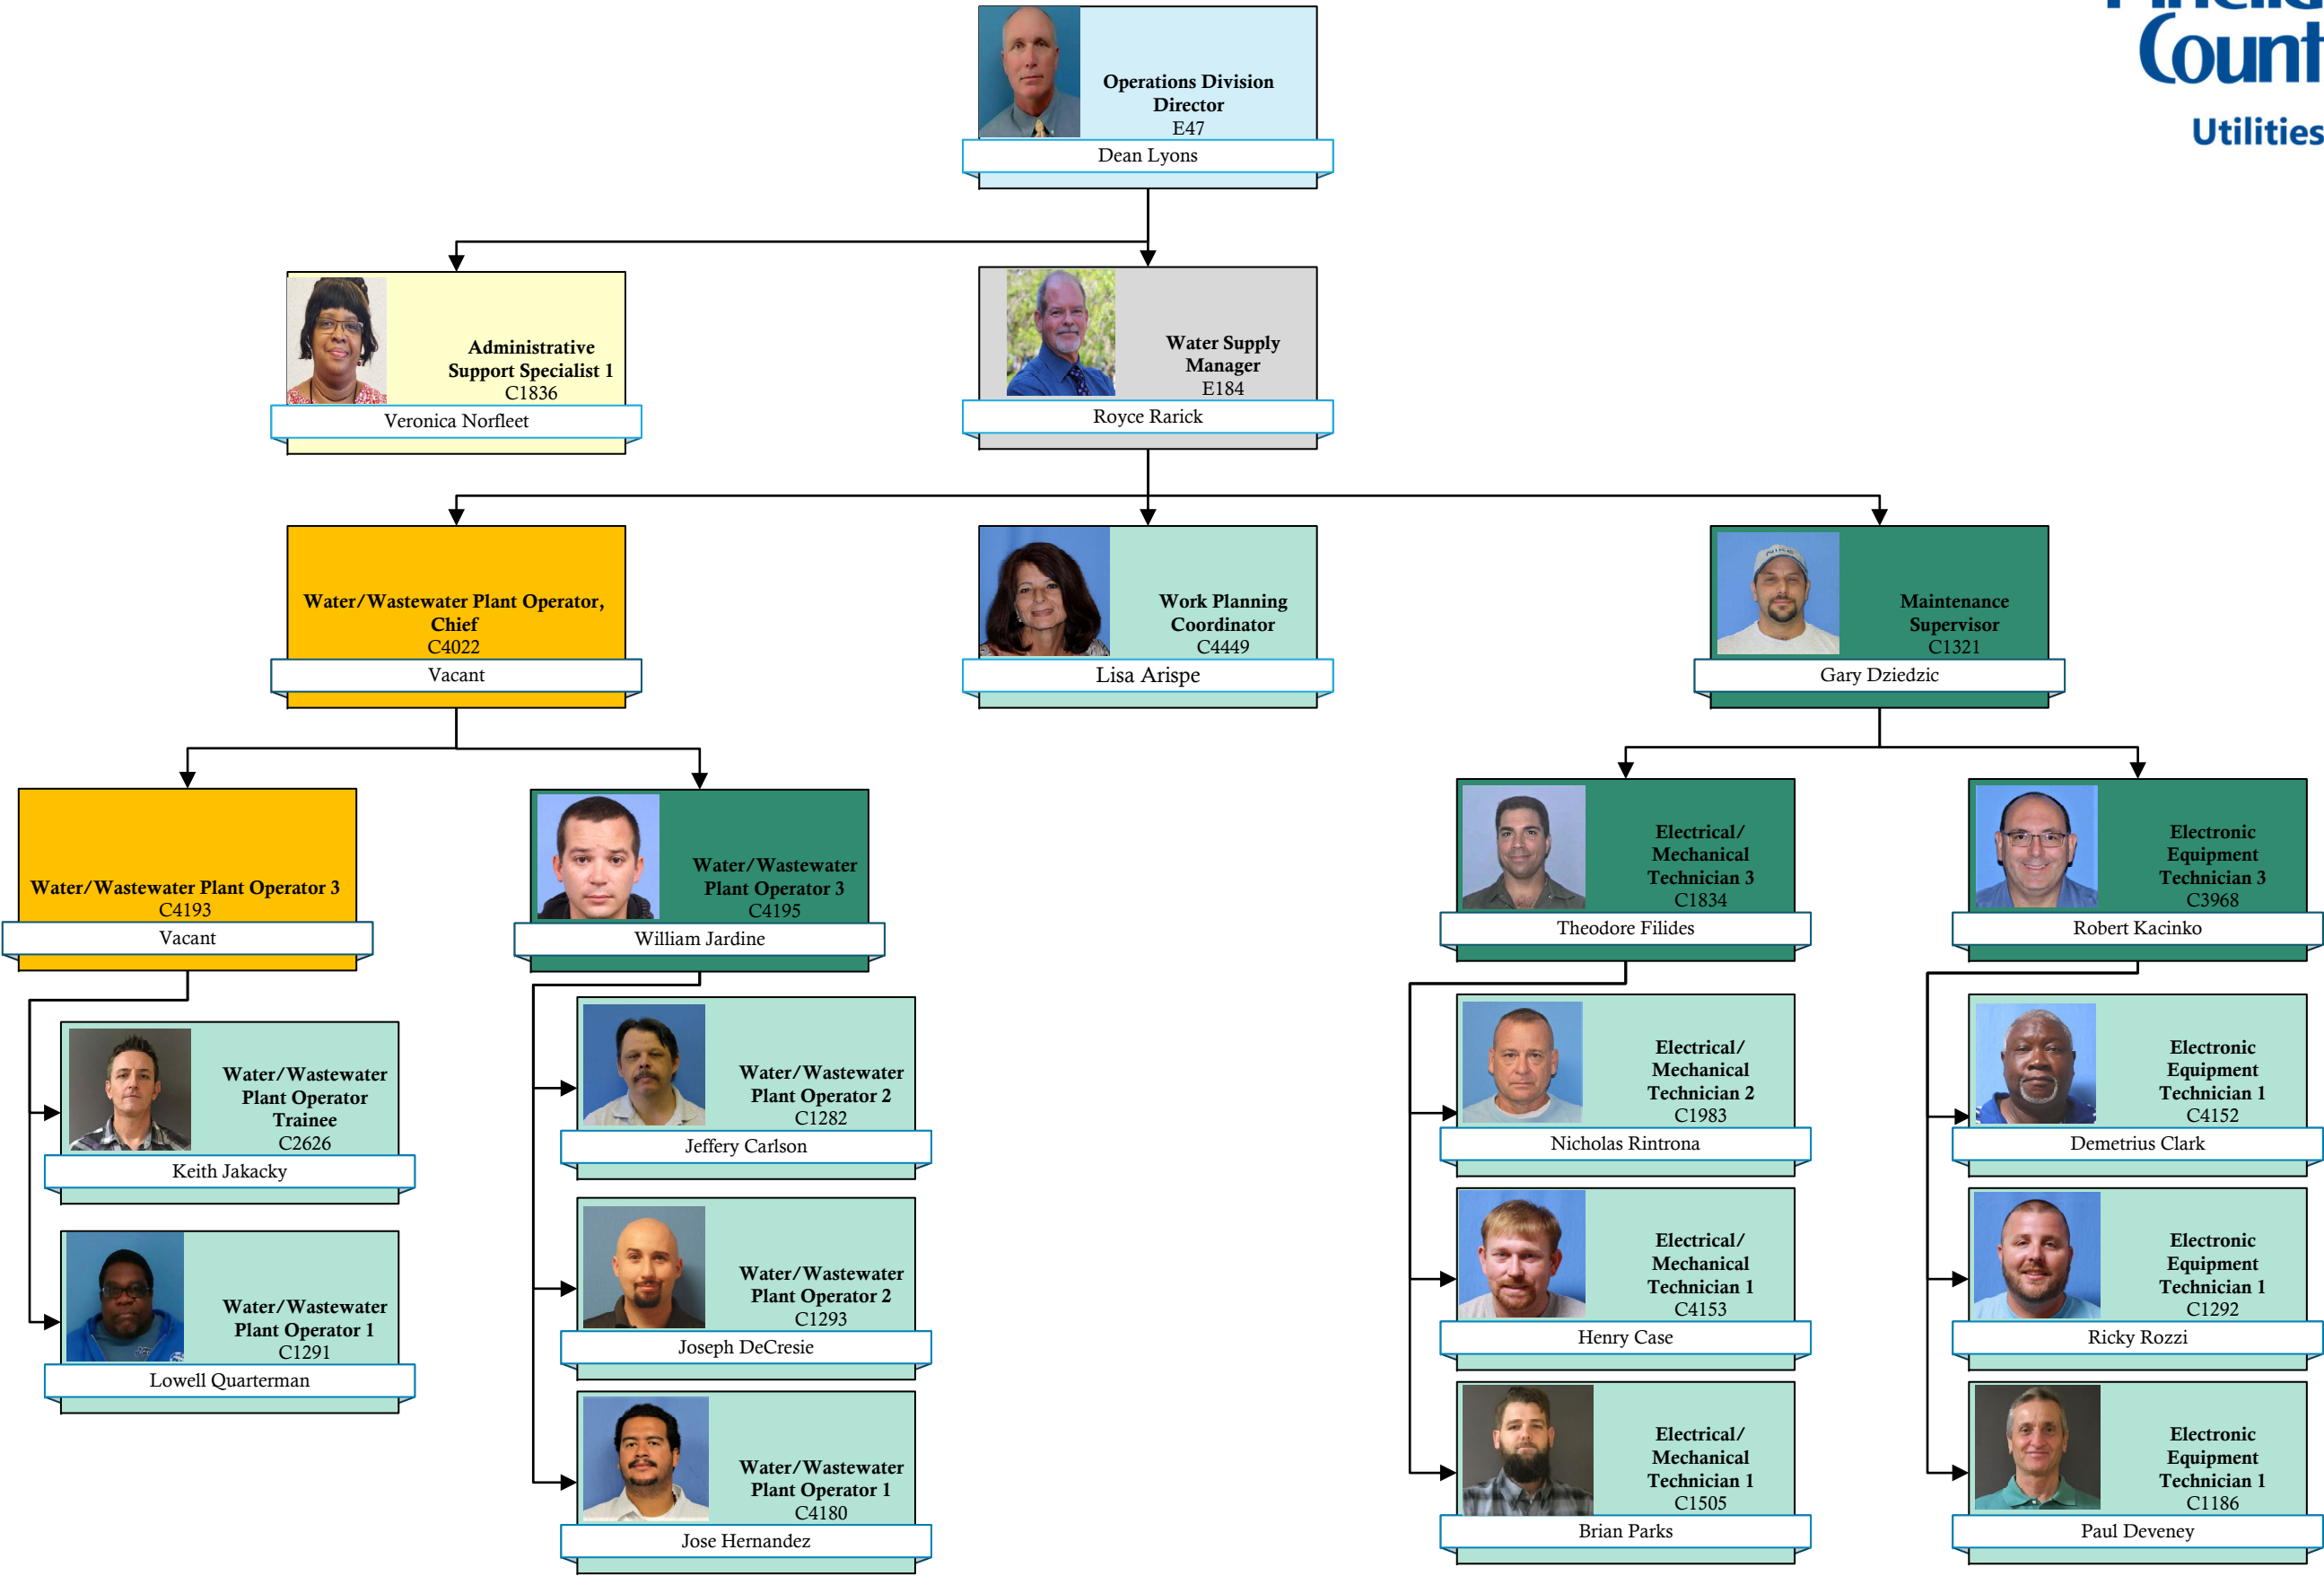 Count
Utilities
Operations Division
Director
E47
Dean Lyons
Administrative
Support Specialist 1
C1836
Veronica Norfleet
Water Supply
Manager
E184
Royce Rarick
Water/Wastewater Plant Operator,
Chief
C4022
Vacant
Work Planning
Coordinator
C4449
Lisa Arispe
NIKE
Maintenance
Supervisor
C1321
Gary Dziedzic
Water/Wastewater Plant Operator 3
C4193
Vacant
Water/Wastewater
Plant Operator 3
C4195
William Jardine
Electrical/
Mechanical
Technician 3
C1834
Theodore Filides
Electronic
Equipment
Technician 3
C3968
Robert Kacinko
Water/Wastewater
Plant Operator
Trainee
C2626
Keith Jakacky
Water/Wastewater
Plant Operator 1
C1291
Lowell Quarterman
Water/Wastewater
Plant Operator 2
C1282
Jeffery Carlson
Water/Wastewater
Plant Operator 2
C1293
Joseph DeCresie
Water/Wastewater
Plant Operator 1
C4180
Jose Hernandez
Electrical/
Mechanical
Technician 2
C1983
Nicholas Rintrona
Electrical/
Mechanical
Technician 1
C4153
Henry Case
Electrical/
Mechanical
Technician 1
C1505
Brian Parks
Electronic
Equipment
Technician 1
C4152
Demetrius Clark
Electronic
Equipment
Technician 1
C1292
Ricky Rozzi
Electronic
Equipment
Technician 1
C1186
Paul Deveney